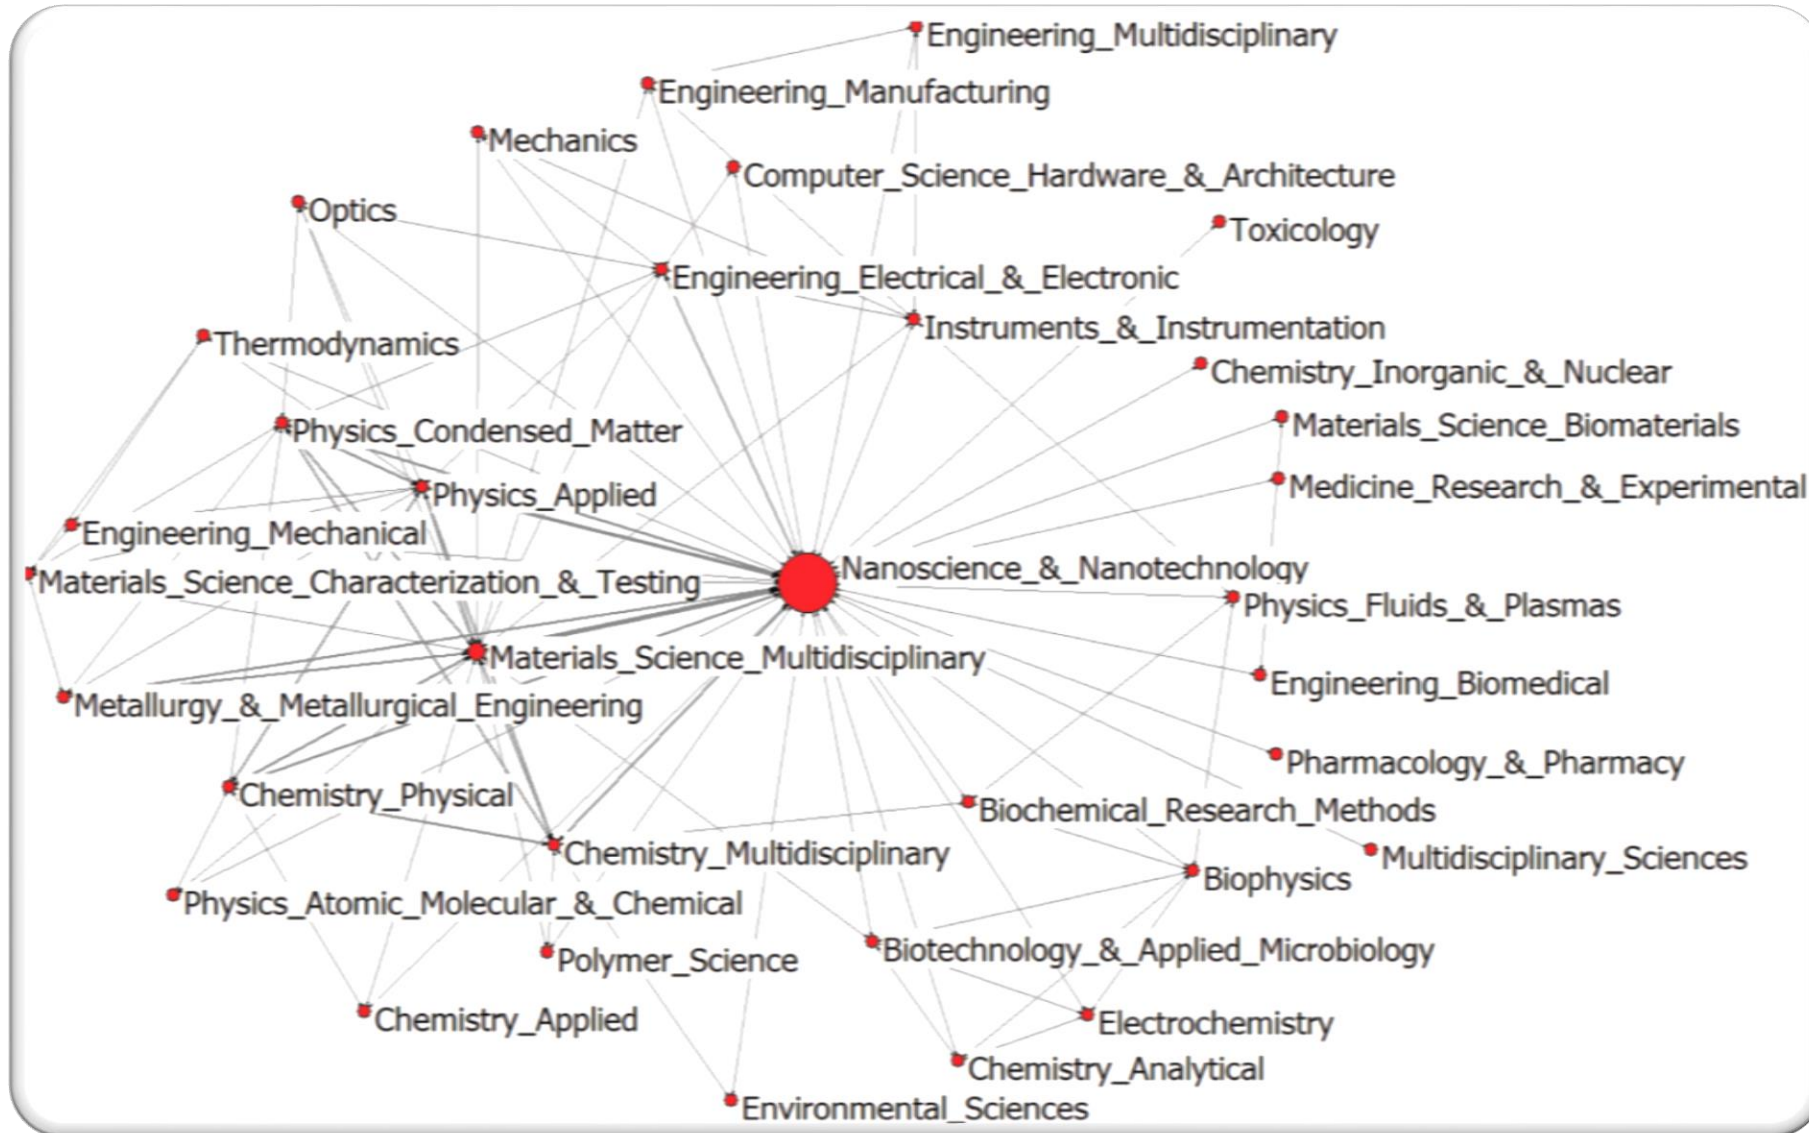 Engineering_Multidisciplinary
Engineering_Manufacturing
Mechanics
Computer_Science_Hardware_&_Architecture
Optics
Toxicology
Engineering_Electrical_&_Electronic
Instruments_&_Instrumentation
Thermodynamics
Chemistry_Inorganic_&_Nuclear
Materials_Science_Biomaterials
Physics_Condensed_Matter
Medicine_Research_&_Experimental
Physics_Applied
Engineering_Mechanical
Nanoscience_&_Nanotechnology
Materials_Science_Characterization_&_Testing
Physics_Fluids_&_Plasmas
Materials_Science_Multidisciplinary
Engineering_Biomedical
Metallurgy_&_Metallurgical_Engineering
Pharmacology_&_Pharmacy
Chemistry_Physical
Biochemical_Research_Methods
Chemistry_Multidisciplinary
Multidisciplinary_Sciences
Biophysics
Physics_Atomic_Molecular_&_Chemical
Biotechnology_&_Applied_Microbiology
Polymer_Science
Chemistry_Applied
Electrochemistry
Chemistry_Analytical
Environmental_Sciences